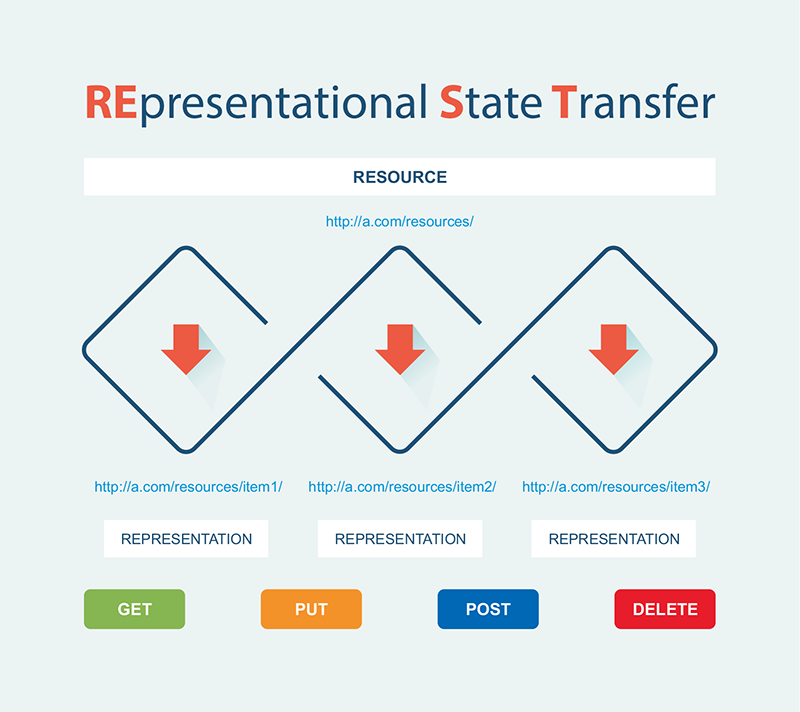 REpresentational State Transfer
RESOURCE
http://a.com/resources/
http://a.com/resources/item1/ http://a.com/resources/item2/ http://a.com/resources/item3/
REPRESENTATION REPRESENTATION REPRESENTATION
GET PUT POST DELETE